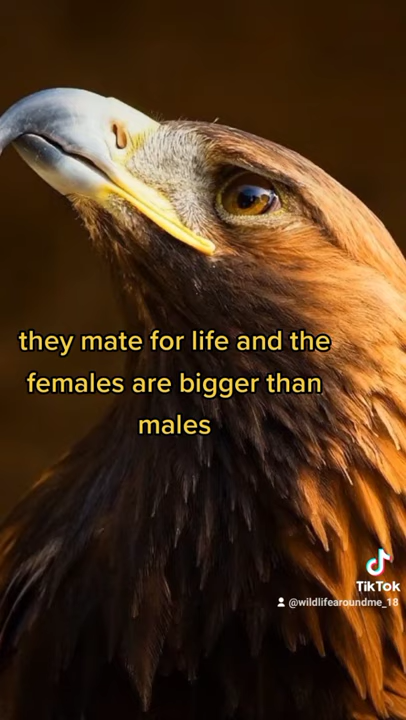 they mate for life and the
females are bigger than
males
TikTok
@wildlifearoundme_18